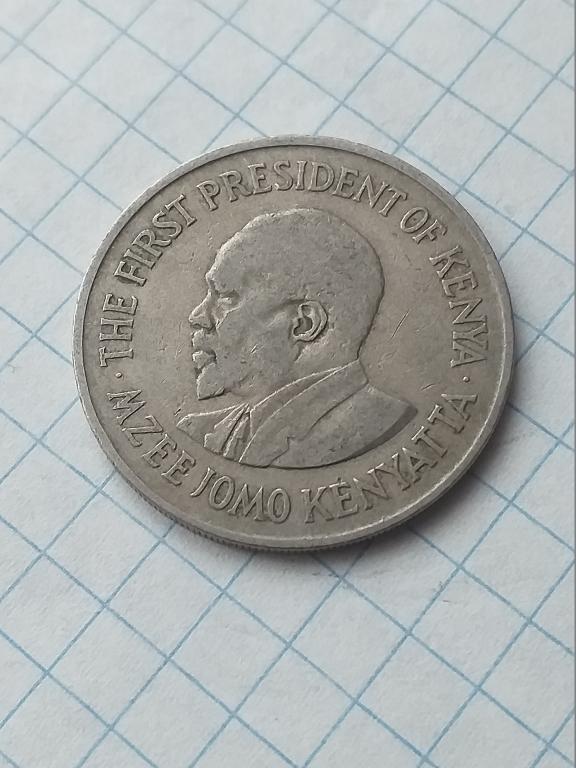 · THE FIRST PRESIDENT OF KENYA ·
MZEE JOMO KENYATTA